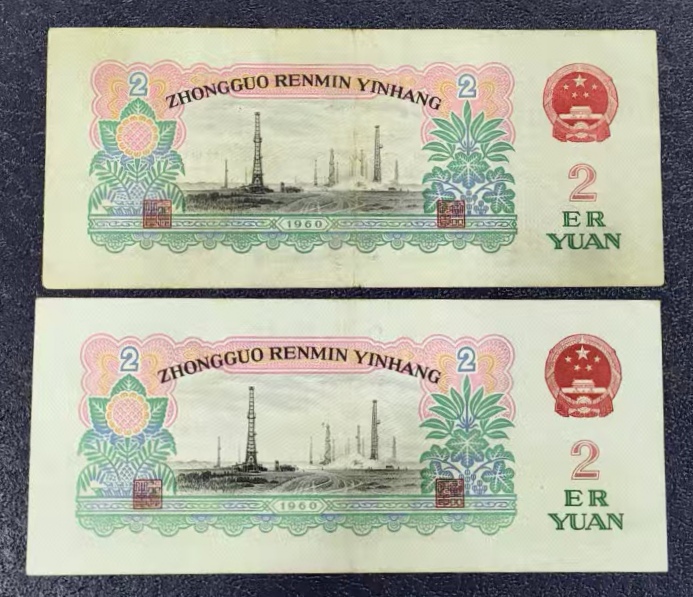 2 ZHONGGUO RENMIN YINHANG 2
2
ER
YUAN
1960
2 ZHONGGUO RENMIN YINHANG 2
2
ER
YUAN
1960